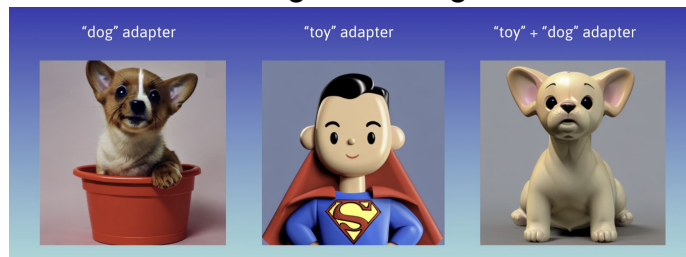 “dog” adapter
“toy” adapter
“toy” + “dog” adapter
S